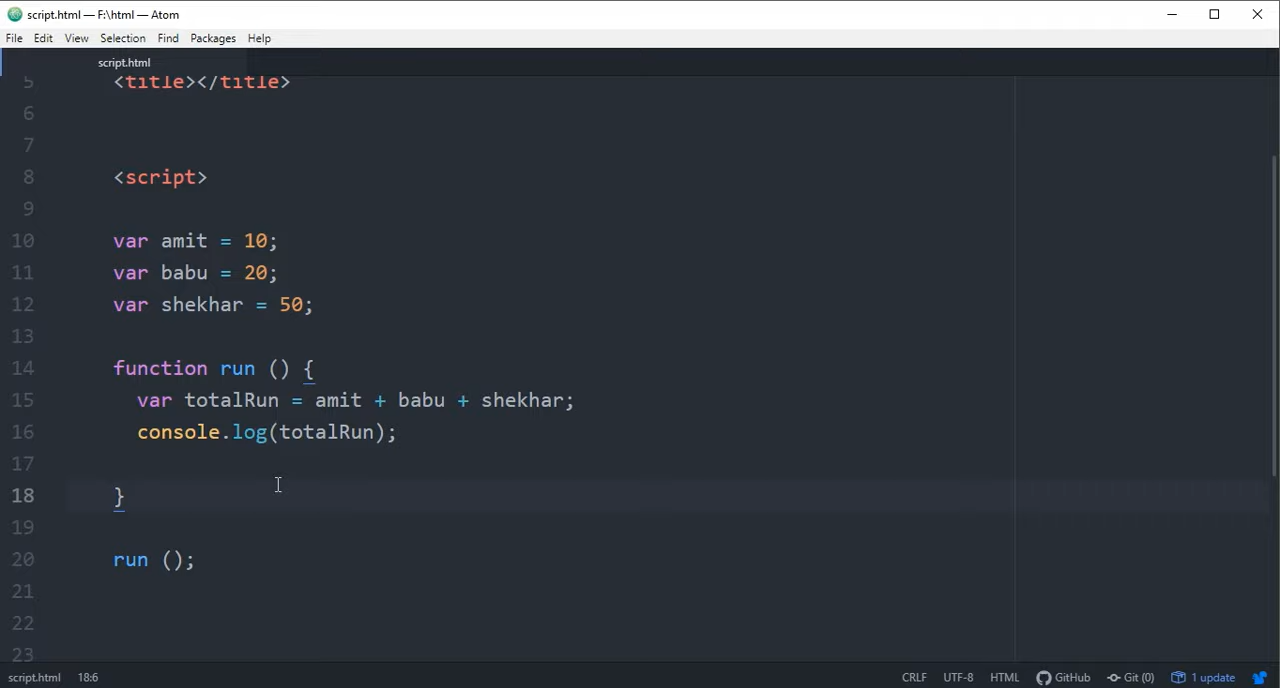 script.html — F:\html — Atom
File Edit View Selection Find Packages Help
script.html
5 <title></title>
6
7
8 <script>
9
10 var amit = 10;
11 var babu = 20;
12 var shekhar = 50;
13
14 function run () {
15 var totalRun = amit + babu + shekhar;
16 console.log(totalRun);
17
18 }
19
20 run ();
21
22
23
script.html 18:6 CRLF UTF-8 HTML GitHub Git (0) 1 update